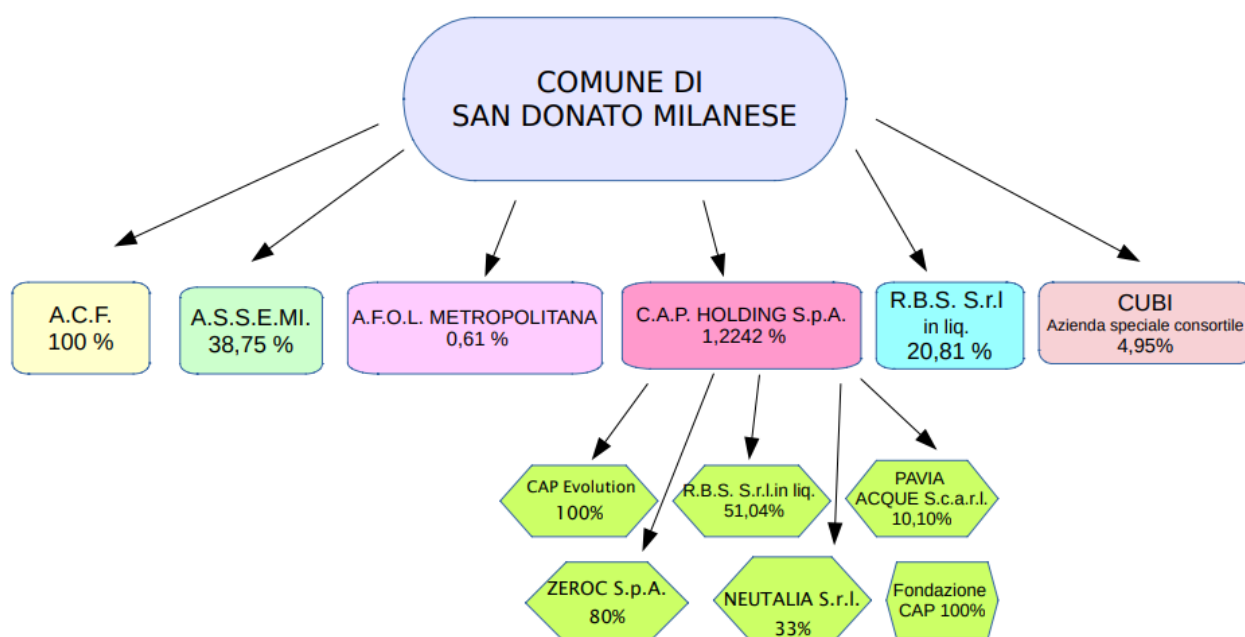 COMUNE DI
SAN DONATO MILANESE
A.C.F.
100 %
A.S.S.E.MI.
38,75 %
A.F.O.L. METROPOLITANA
0,61 %
C.A.P. HOLDING S.p.A.
1,2242 %
R.B.S. S.r.l
in liq.
20,81 %
CUBI
Azienda speciale consortile
4,95%
CAP Evolution
100%
R.B.S. S.r.l.in liq.
51,04%
PAVIA
ACQUE S.c.a.r.l.
10,10%
ZEROC S.p.A.
80%
NEUTALIA S.r.l.
33%
Fondazione
CAP 100%